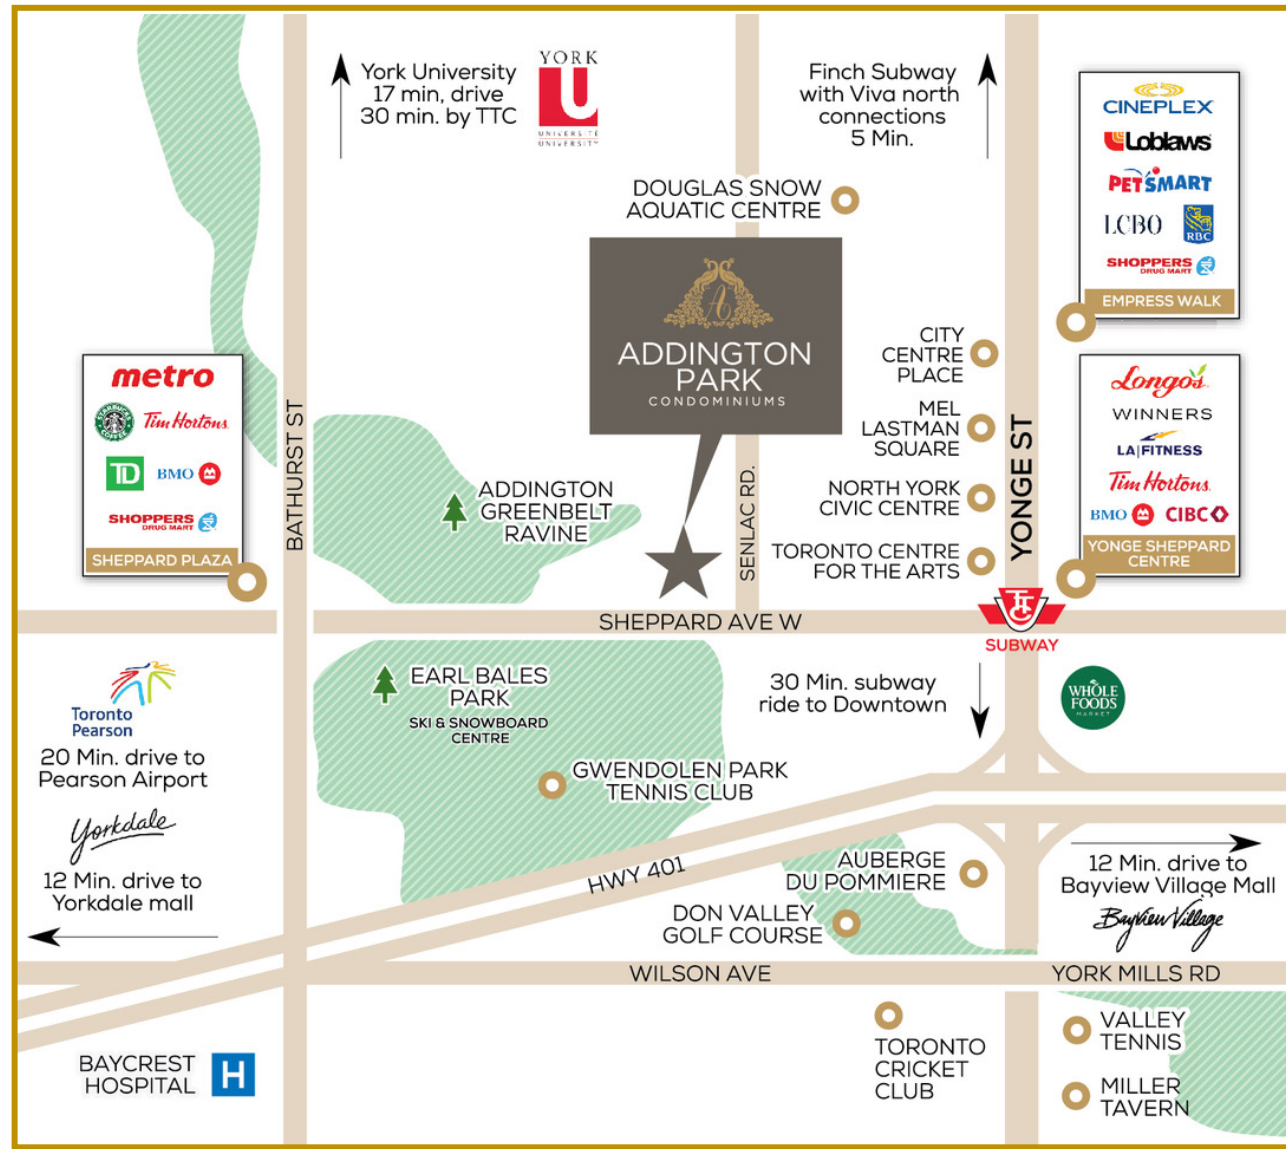 York University
17 min, drive
30 min. by TTC
YORK
U
UNIVERSITÉ
UNIVERSITY
Finch Subway
with Viva north
connections
5 Min.
CINEPLEX
Loblaws
PETSMART
LCBO
RBC
SHOPPERS
DRUG MART
EMPRESS WALK
DOUGLAS SNOW
AQUATIC CENTRE
A
ADDINGTON
PARK
CONDOMINIUMS
CITY
CENTRE
PLACE
MEL
LASTMAN
SQUARE
NORTH YORK
CIVIC CENTRE
TORONTO CENTRE
FOR THE ARTS
YONGE ST
Longo's
WINNERS
LA|FITNESS
Tim Hortons
BMO
CIBC
YONGE SHEPPARD
CENTRE
metro
STARBUCKS
COFFEE
Tim Hortons
TD
BMO
SHOPPERS
DRUG MART
SHEPPARD PLAZA
BATHURST ST
ADDINGTON
GREENBELT
RAVINE
SENLAC RD.
SHEPPARD AVE W
TTC
SUBWAY
EARL BALES
PARK
SKI & SNOWBOARD
CENTRE
30 Min. subway
ride to Downtown
WHOLE
FOODS
MARKET
Toronto
Pearson
20 Min. drive to
Pearson Airport
Yorkdale
12 Min. drive to
Yorkdale mall
GWENDOLEN PARK
TENNIS CLUB
HWY 401
AUBERGE
DU POMMIERE
DON VALLEY
GOLF COURSE
12 Min. drive to
Bayview Village Mall
Bayview Village
WILSON AVE
YORK MILLS RD
BAYCREST
HOSPITAL
H
TORONTO
CRICKET
CLUB
VALLEY
TENNIS
MILLER
TAVERN